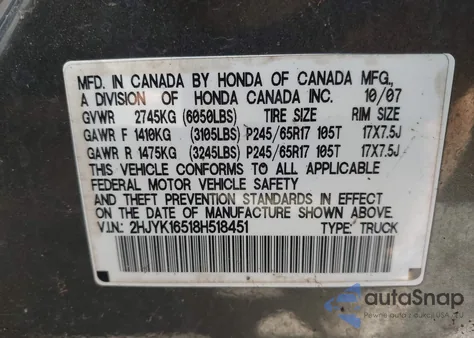 MFD. IN CANADA BY HONDA OF CANADA MFG.,
A DIVISION OF HONDA CANADA INC. 10/07
GVWR 2745KG (6050LBS) TIRE SIZE RIM SIZE
GAWR F 1410KG (3105LBS) P245/65R17 105T 17X7.5J
GAWR R 1475KG (3245LBS) P245/65R17 105T 17X7.5J
THIS VEHICLE CONFORMS TO ALL APPLICABLE
FEDERAL MOTOR VEHICLE SAFETY
AND THEFT PREVENTION STANDARDS IN EFFECT
ON THE DATE OF MANUFACTURE SHOWN ABOVE.
V.I.N.: 2HJYK16518H518451 TYPE: TRUCK
autoSnap